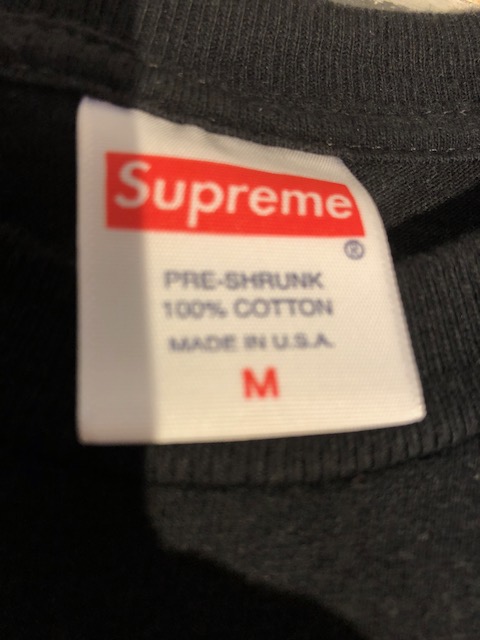 Supreme
®
PRE-SHRUNK
100% COTTON
MADE IN U.S.A.
M